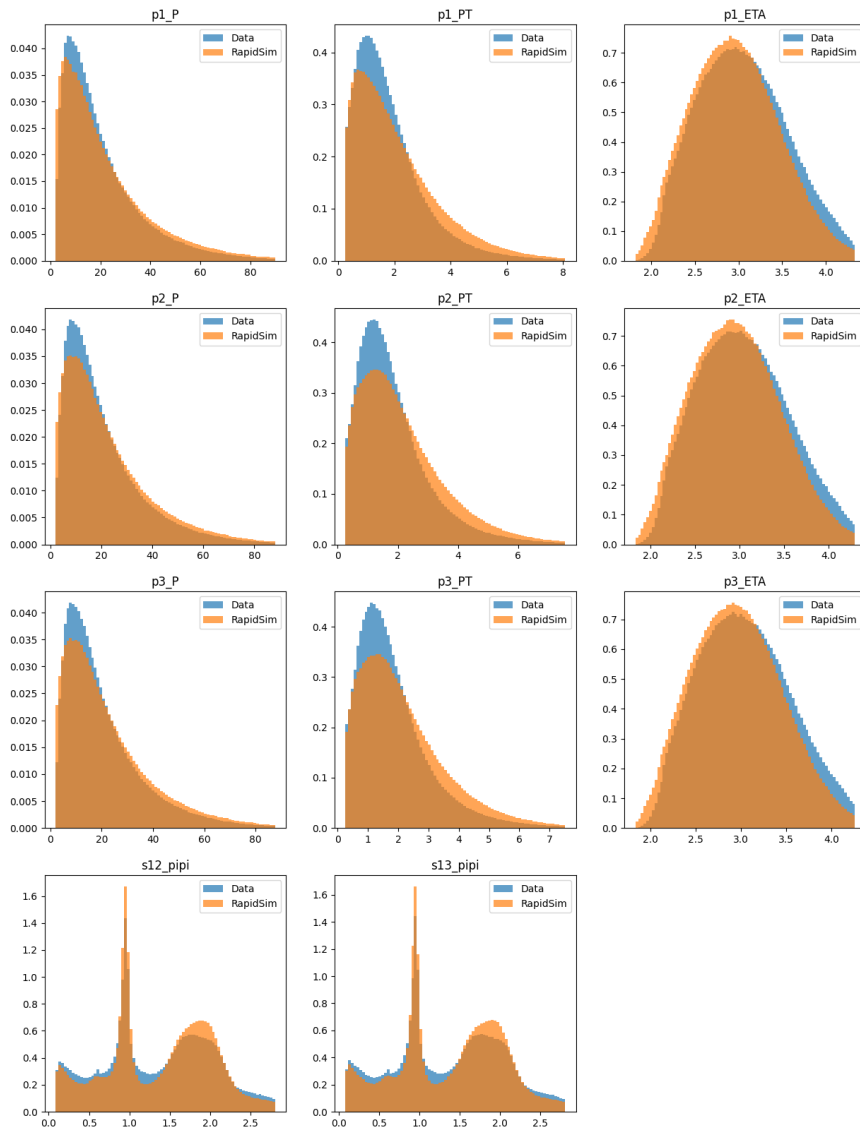 p1_P
p1_PT
p1_ETA
Data
RapidSim
Data
RapidSim
Data
RapidSim
0.040
0.035
0.030
0.025
0.020
0.015
0.010
0.005
0.000
0 20 40 60 80
0.4
0.3
0.2
0.1
0.0
0 2 4 6 8
0.7
0.6
0.5
0.4
0.3
0.2
0.1
0.0
2.0 2.5 3.0 3.5 4.0
p2_P
p2_PT
p2_ETA
Data
RapidSim
Data
RapidSim
Data
RapidSim
0.040
0.035
0.030
0.025
0.020
0.015
0.010
0.005
0.000
0 20 40 60 80
0.4
0.3
0.2
0.1
0.0
0 2 4 6
0.7
0.6
0.5
0.4
0.3
0.2
0.1
0.0
2.0 2.5 3.0 3.5 4.0
p3_P
p3_PT
p3_ETA
Data
RapidSim
Data
RapidSim
Data
RapidSim
0.040
0.035
0.030
0.025
0.020
0.015
0.010
0.005
0.000
0 20 40 60 80
0.4
0.3
0.2
0.1
0.0
0 1 2 3 4 5 6 7
0.7
0.6
0.5
0.4
0.3
0.2
0.1
0.0
2.0 2.5 3.0 3.5 4.0
s12_pipi
s13_pipi
Data
RapidSim
Data
RapidSim
1.6
1.4
1.2
1.0
0.8
0.6
0.4
0.2
0.0
0.0 0.5 1.0 1.5 2.0 2.5
1.6
1.4
1.2
1.0
0.8
0.6
0.4
0.2
0.0
0.0 0.5 1.0 1.5 2.0 2.5